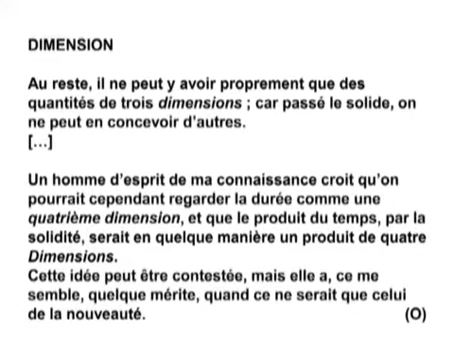 DIMENSION
Au reste, il ne peut y avoir proprement que des
quantités de trois dimensions ; car passé le solide, on
ne peut en concevoir d'autres.
[...]
Un homme d'esprit de ma connaissance croit qu'on
pourrait cependant regarder la durée comme une
quatrième dimension, et que le produit du temps, par la
solidité, serait en quelque manière un produit de quatre
Dimensions.
Cette idée peut être contestée, mais elle a, ce me
semble, quelque mérite, quand ce ne serait que celui
de la nouveauté. (O)